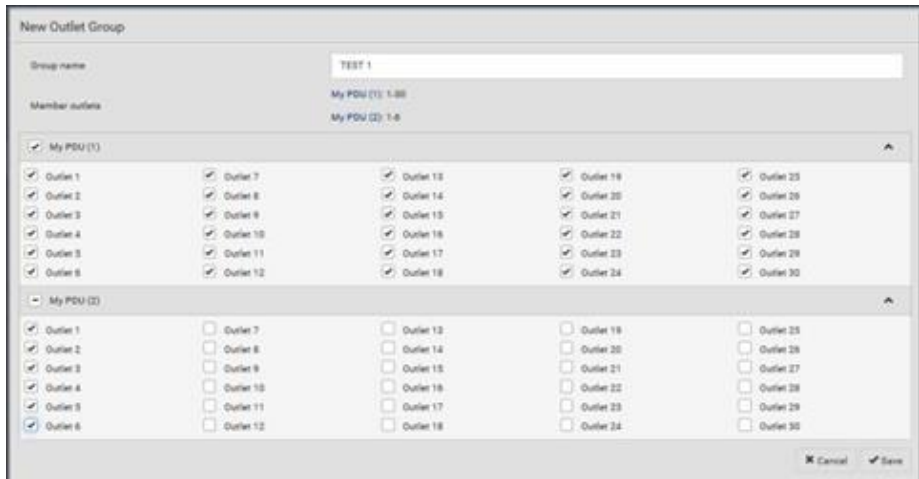 New Outlet Group
Group name TEST 1
Member outlets
My PDU (1): 1-30
My PDU (2): 1-6
My PDU (1)
Outlet 1 Outlet 7 Outlet 13 Outlet 19 Outlet 25
Outlet 2 Outlet 8 Outlet 14 Outlet 20 Outlet 26
Outlet 3 Outlet 9 Outlet 15 Outlet 21 Outlet 27
Outlet 4 Outlet 10 Outlet 16 Outlet 22 Outlet 28
Outlet 5 Outlet 11 Outlet 17 Outlet 23 Outlet 29
Outlet 6 Outlet 12 Outlet 18 Outlet 24 Outlet 30
My PDU (2)
Outlet 1 Outlet 7 Outlet 13 Outlet 19 Outlet 25
Outlet 2 Outlet 8 Outlet 14 Outlet 20 Outlet 26
Outlet 3 Outlet 9 Outlet 15 Outlet 21 Outlet 27
Outlet 4 Outlet 10 Outlet 16 Outlet 22 Outlet 28
Outlet 5 Outlet 11 Outlet 17 Outlet 23 Outlet 29
Outlet 6 Outlet 12 Outlet 18 Outlet 24 Outlet 30
Cancel Save